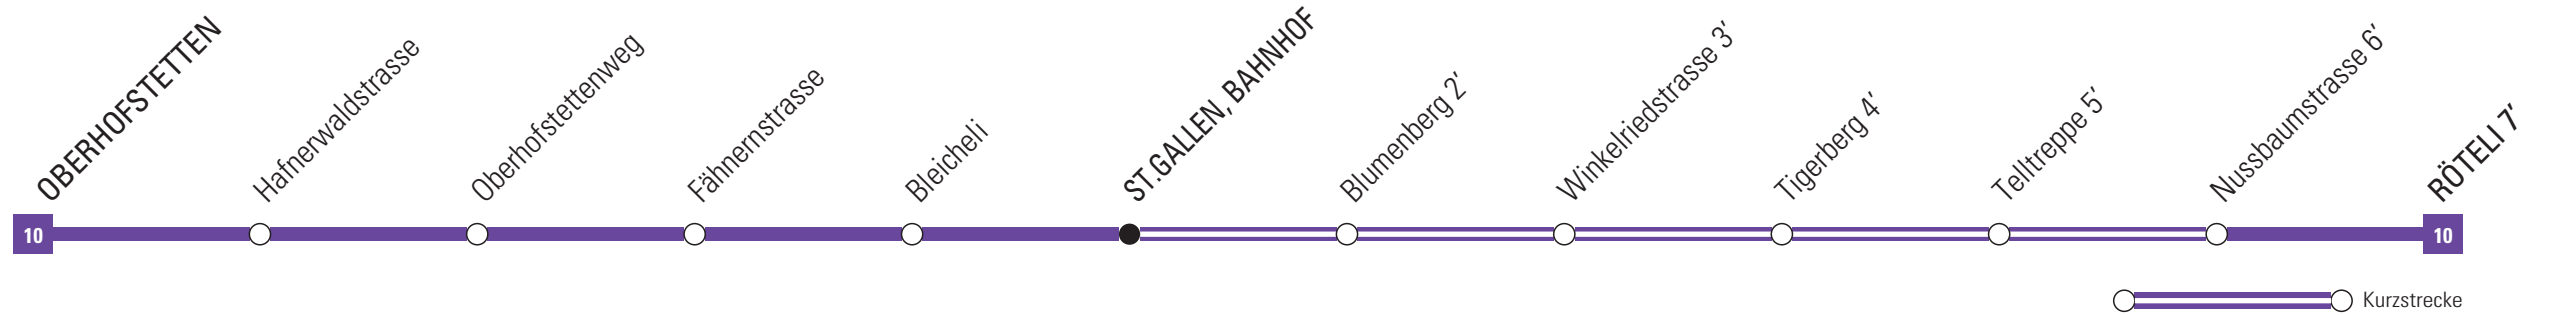 OBERHOFSTETTEN
Hafnerwaldstrasse
Oberhofstettenweg
Fähnernstrasse
Bleicheli
ST.GALLEN, BAHNHOF
Blumenberg 2'
Winkelriedstrasse 3'
Tigerberg 4'
Telltreppe 5'
Nussbaumstrasse 6'
RÖTELI 7'
10
10
Kurzstrecke